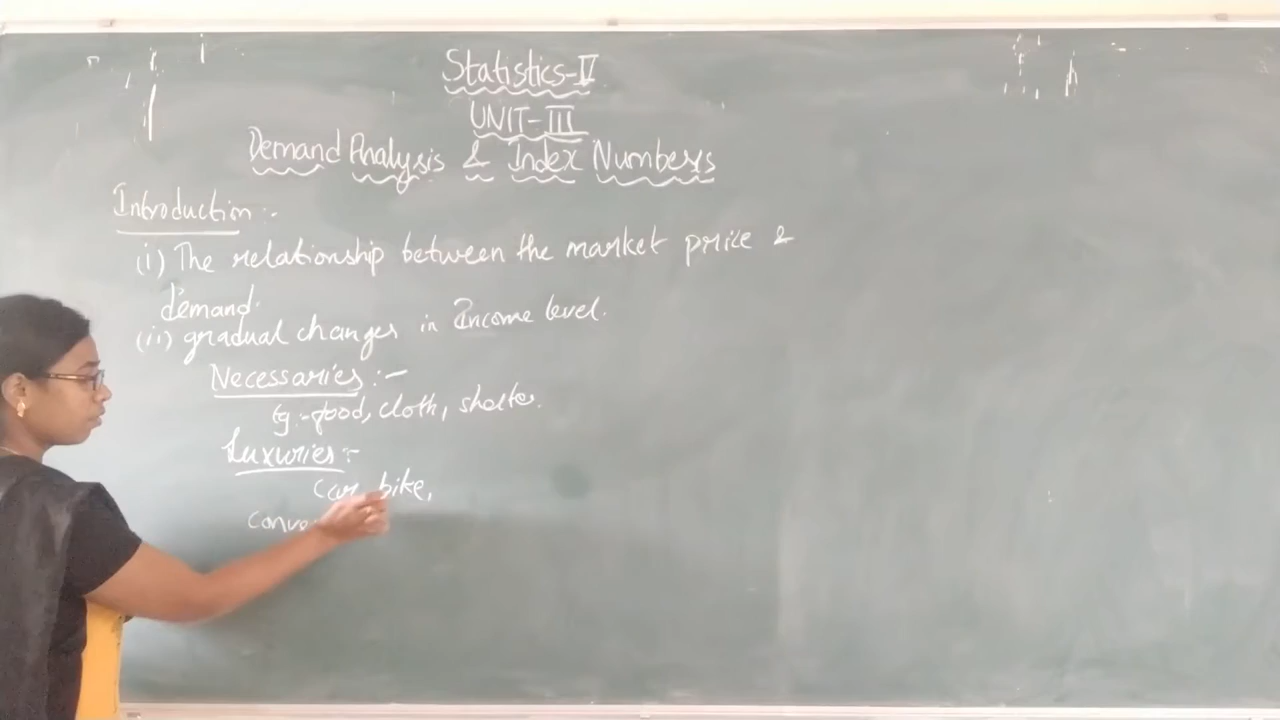 Statistics-IV
UNIT-III
Demand Analysis & Index Numbers
Introduction:-
(i) The relationship between the market price &
demand.
(ii) gradual changes in Income level.
Necessaries:-
Eg:-food, cloth, shelter.
Luxuries:-
Car, bike,